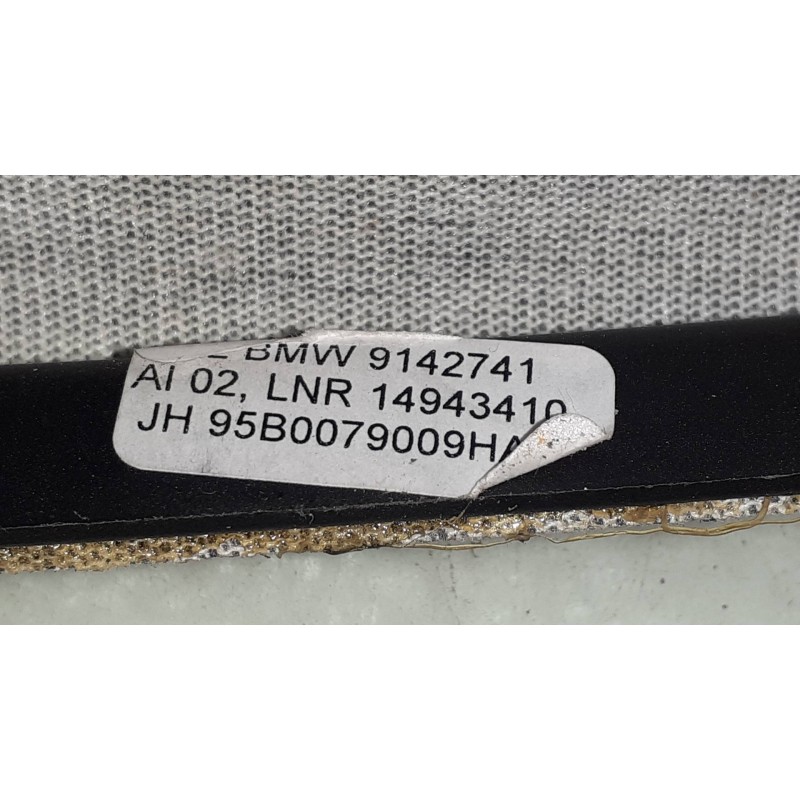 BMW 9142741
AI 02, LNR 14943410
JH 95B0079009HA